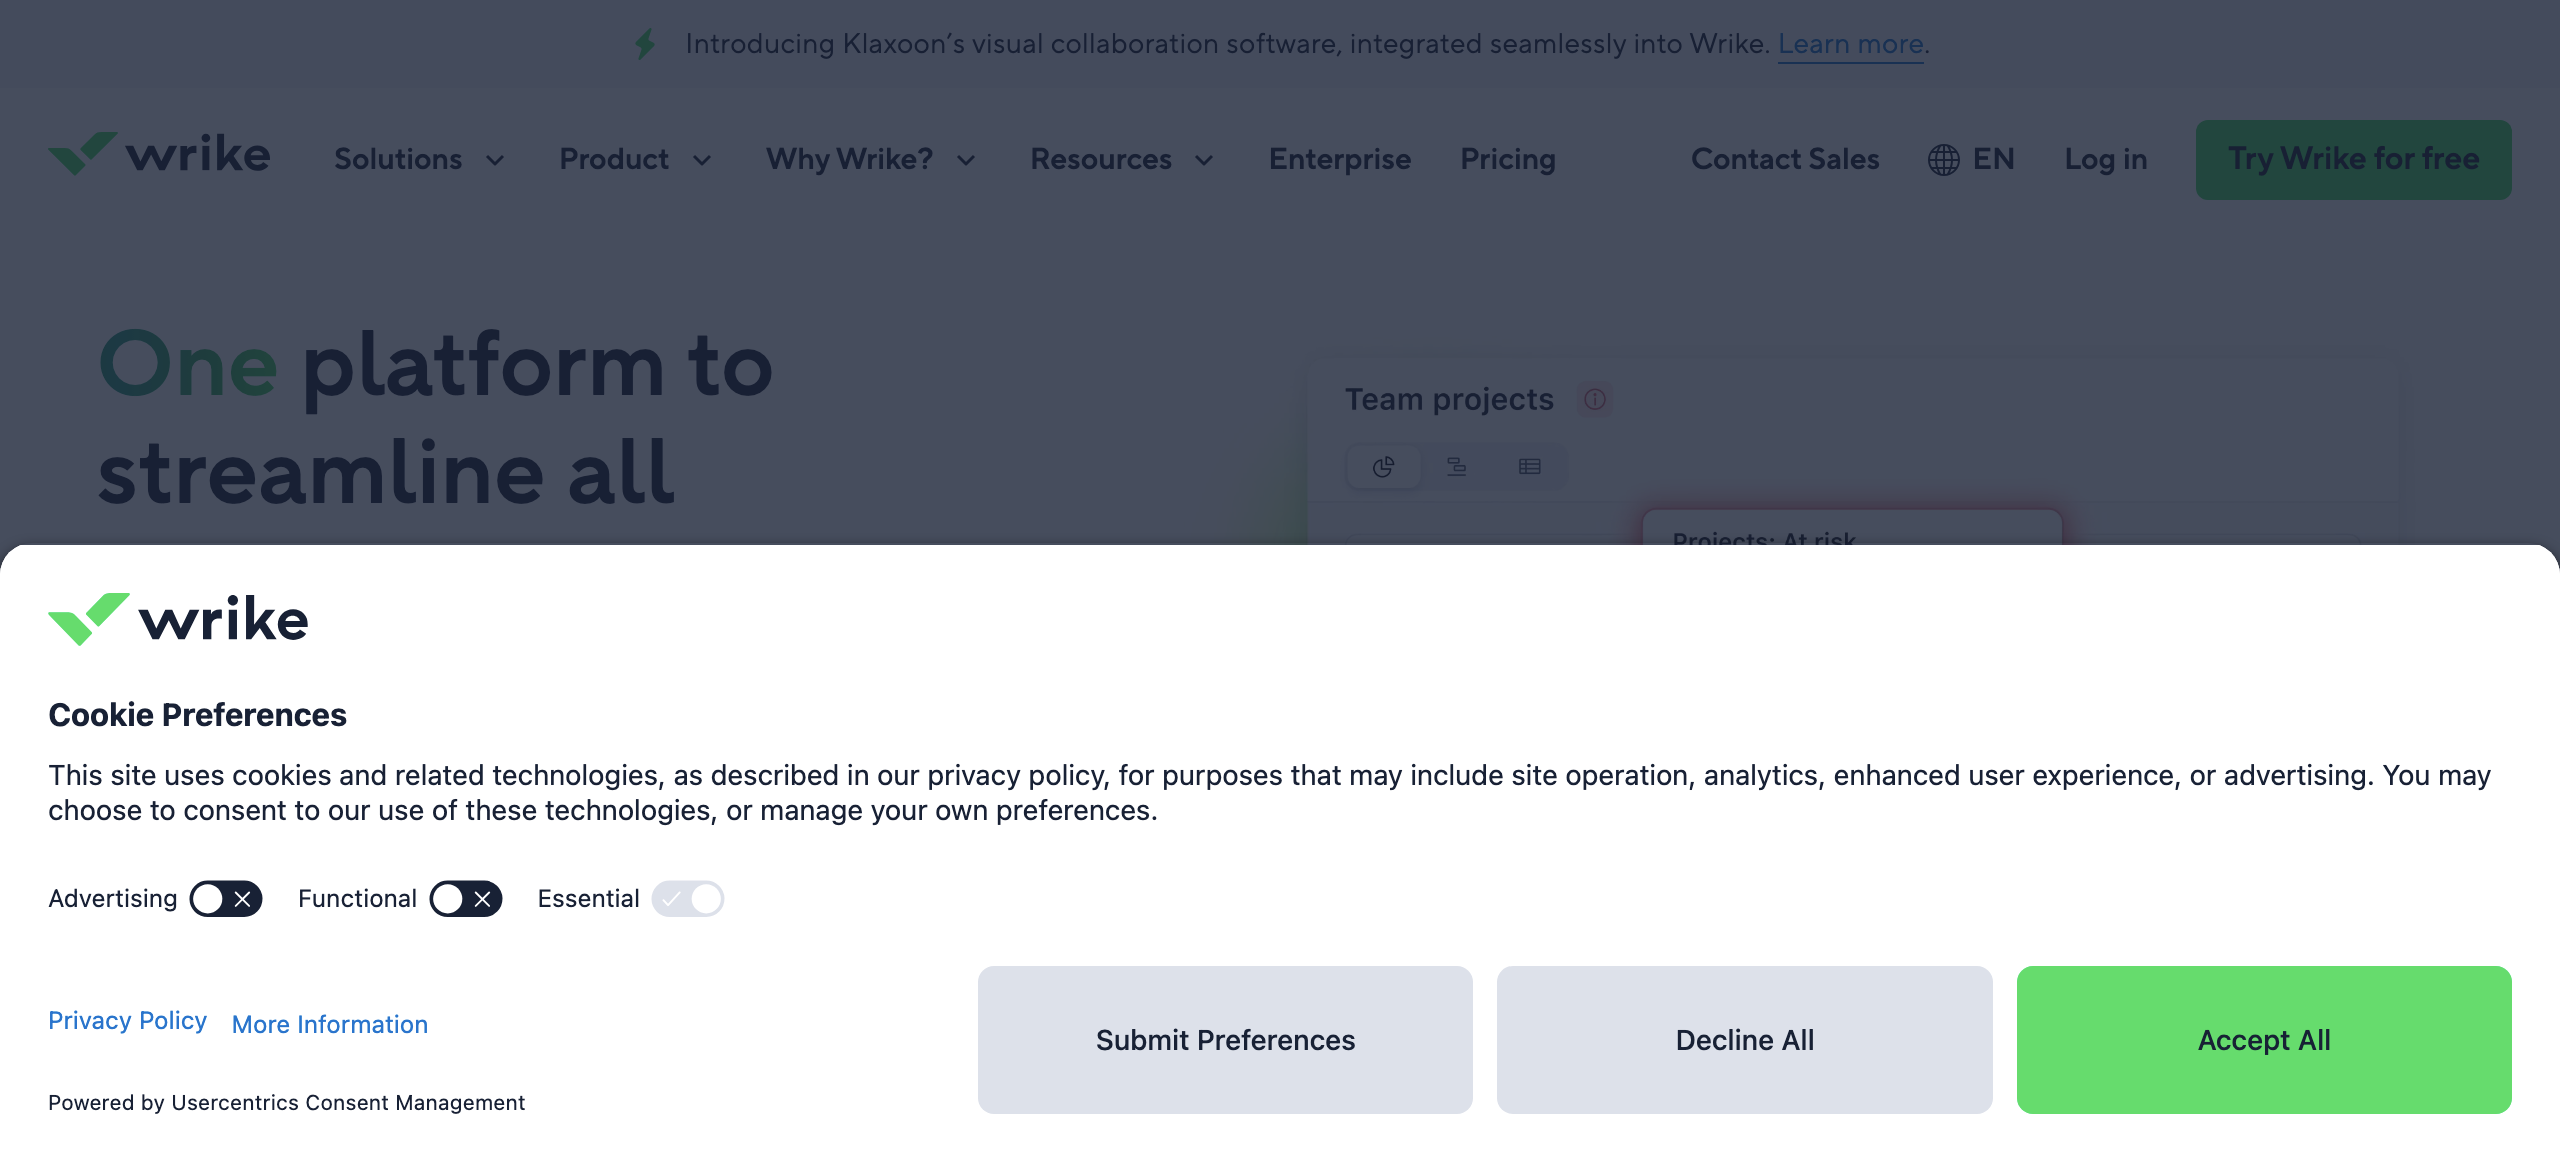 Introducing Klaxoon’s visual collaboration software, integrated seamlessly into Wrike. Learn more.
wrike Solutions Product Why Wrike? Resources Enterprise Pricing Contact Sales EN Log in Try Wrike for free
One platform to
streamline all
Team projects
Projects: At risk
wrike
Cookie Preferences
This site uses cookies and related technologies, as described in our privacy policy, for purposes that may include site operation, analytics, enhanced user experience, or advertising. You may
choose to consent to our use of these technologies, or manage your own preferences.
Advertising Functional Essential
Privacy Policy More Information
Submit Preferences Decline All Accept All
Powered by Usercentrics Consent Management